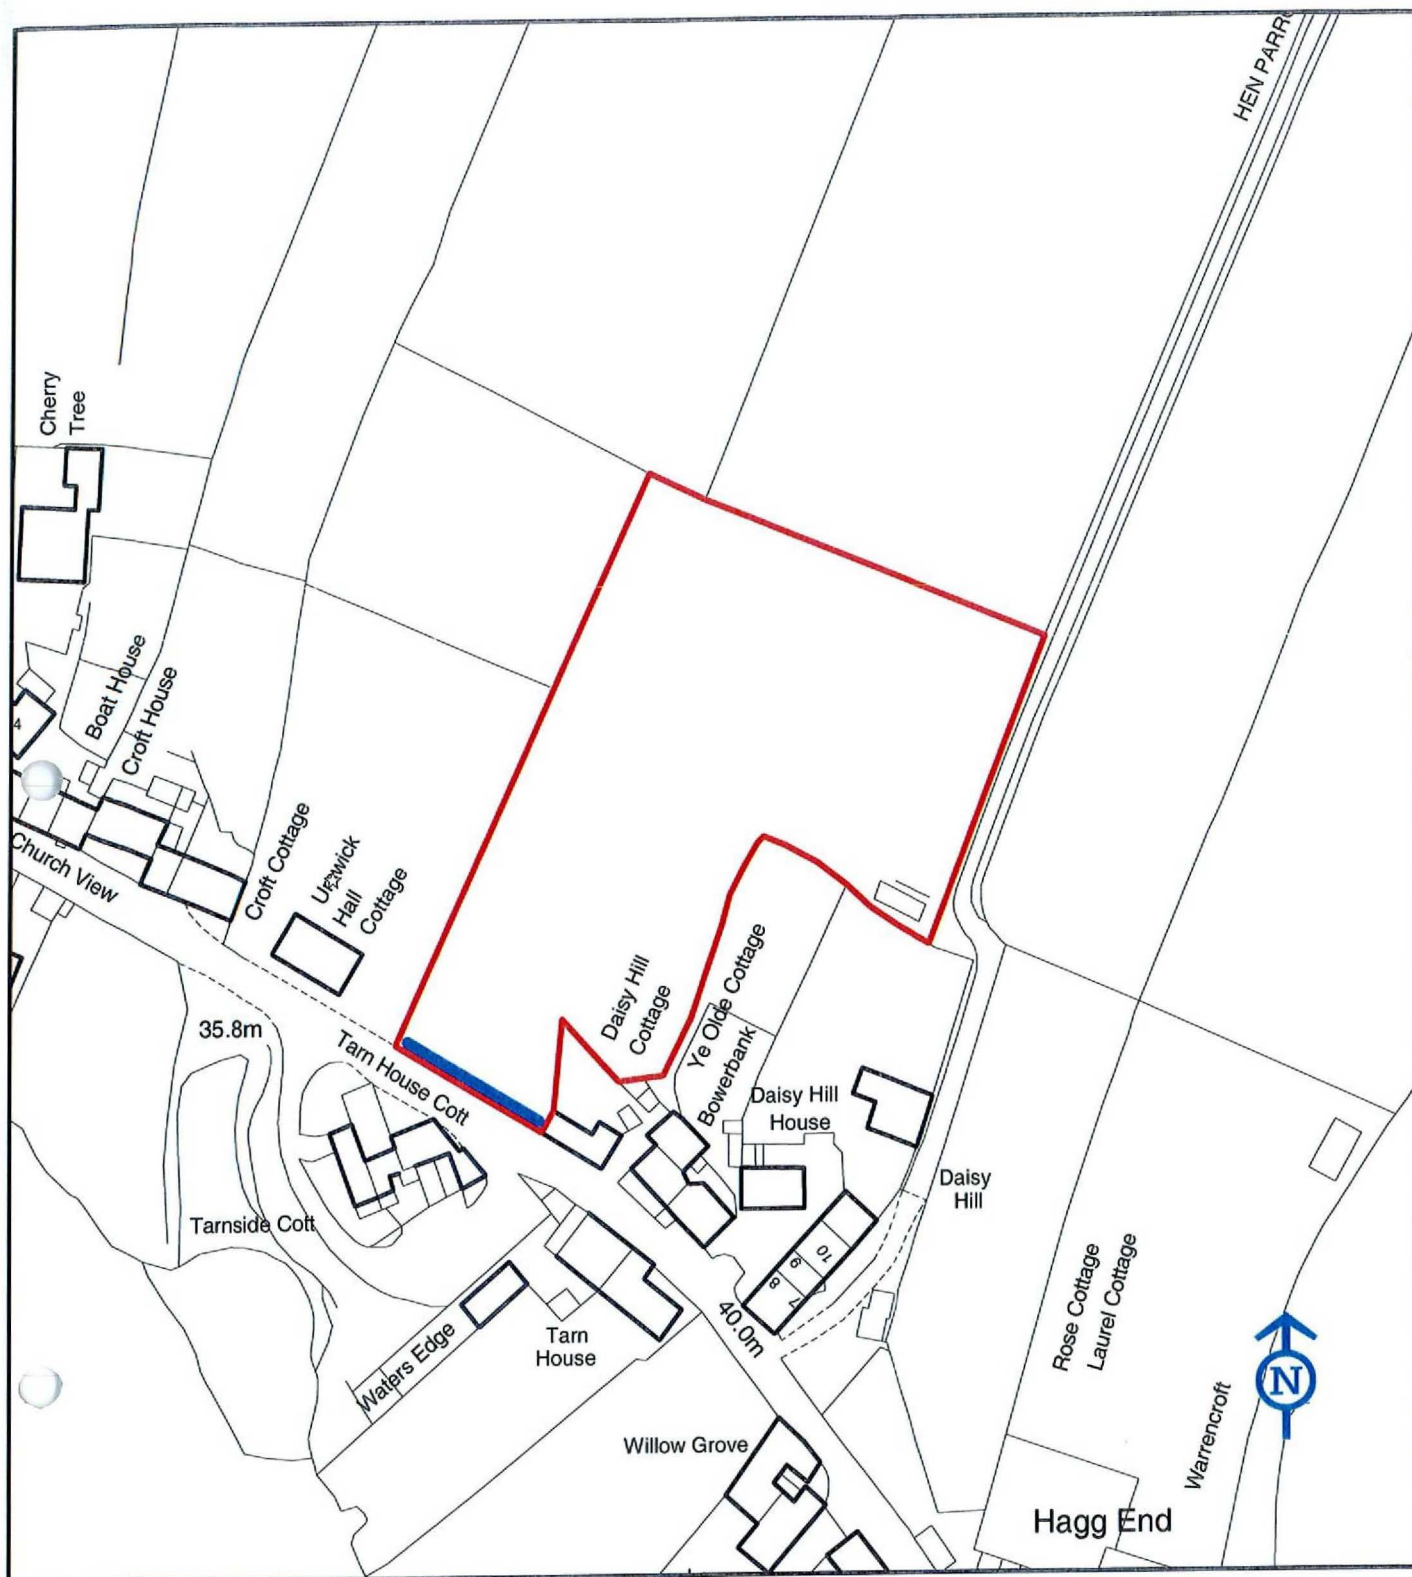 HEN PARR
Cherry
Tree
Boat House
Croft House
4
Church View
Croft Cottage
Hall
Cottage
Daisy Hill
Cottage
Ye Olde Cottage
Bowerbank
35.8m
Tarn House Cott
Daisy Hill
House
Daisy
Hill
Tarnside Cott
10
9
8
7
40.0m
Tarn
House
Waters Edge
Rose Cottage
Laurel Cottage
Warrencroft
N
Willow Grove
Hagg End